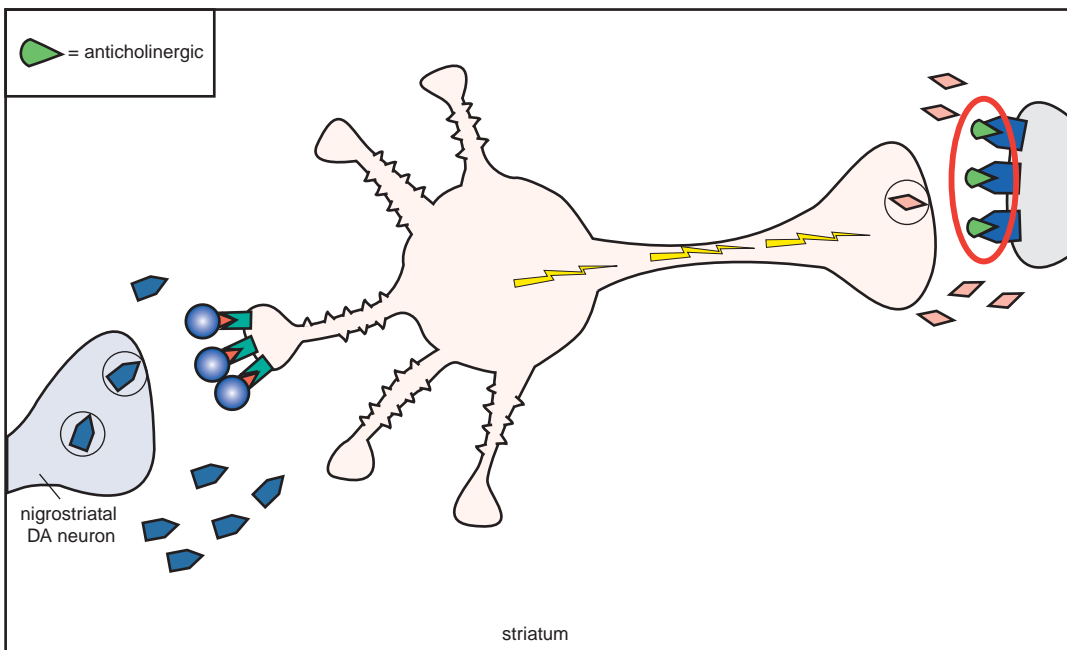 = anticholinergic
nigrostriatal
DA neuron
striatum